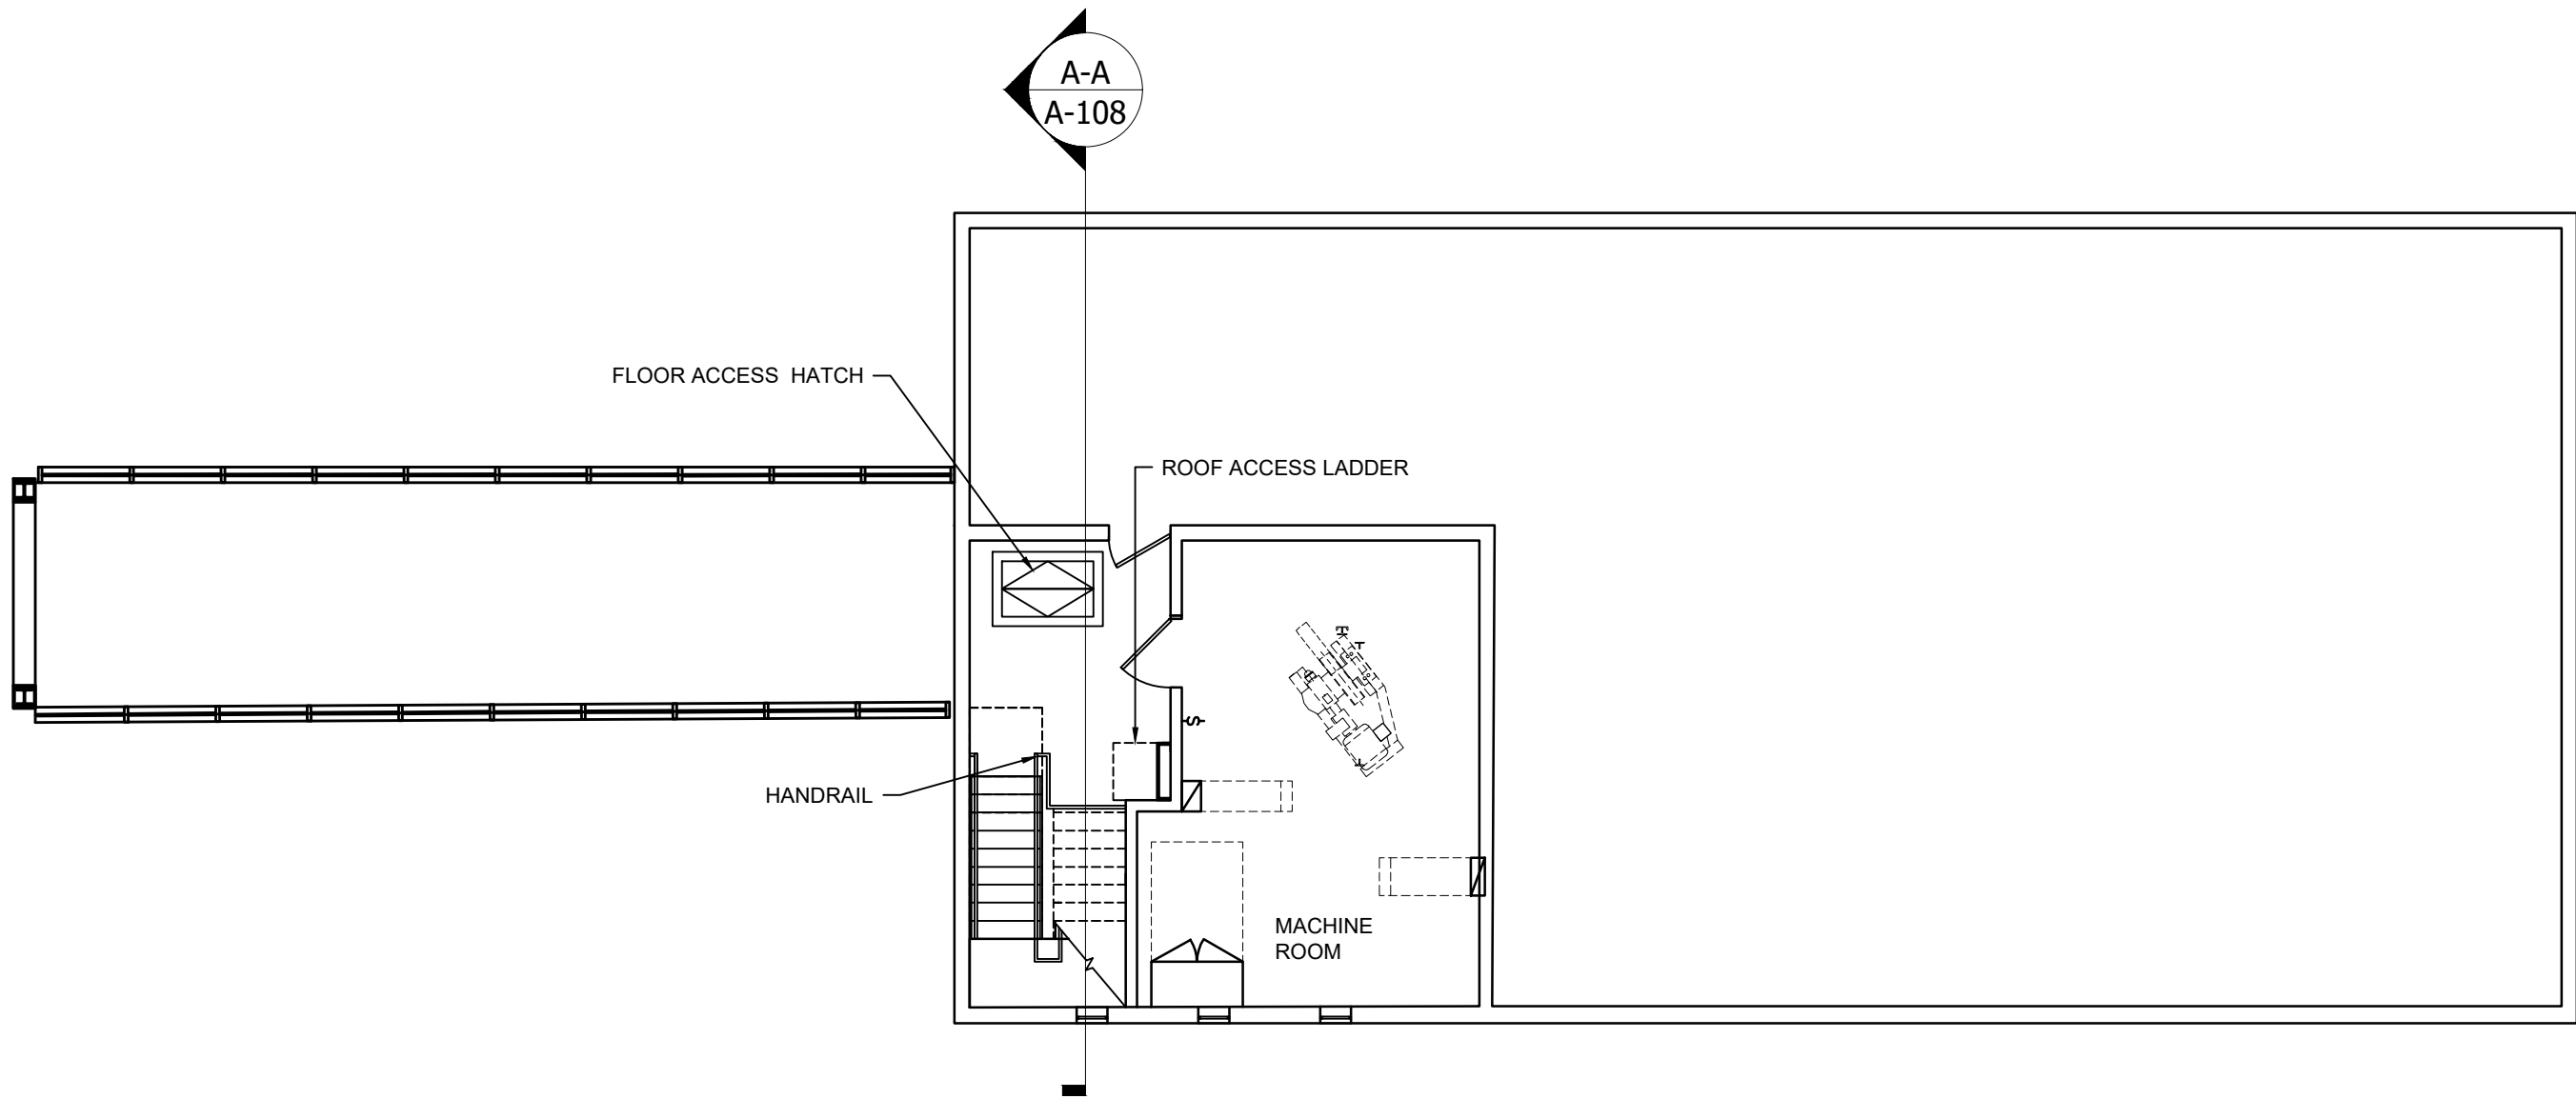 A-A
A-108
FLOOR ACCESS HATCH
ROOF ACCESS LADDER
HANDRAIL
S
MACHINE
ROOM